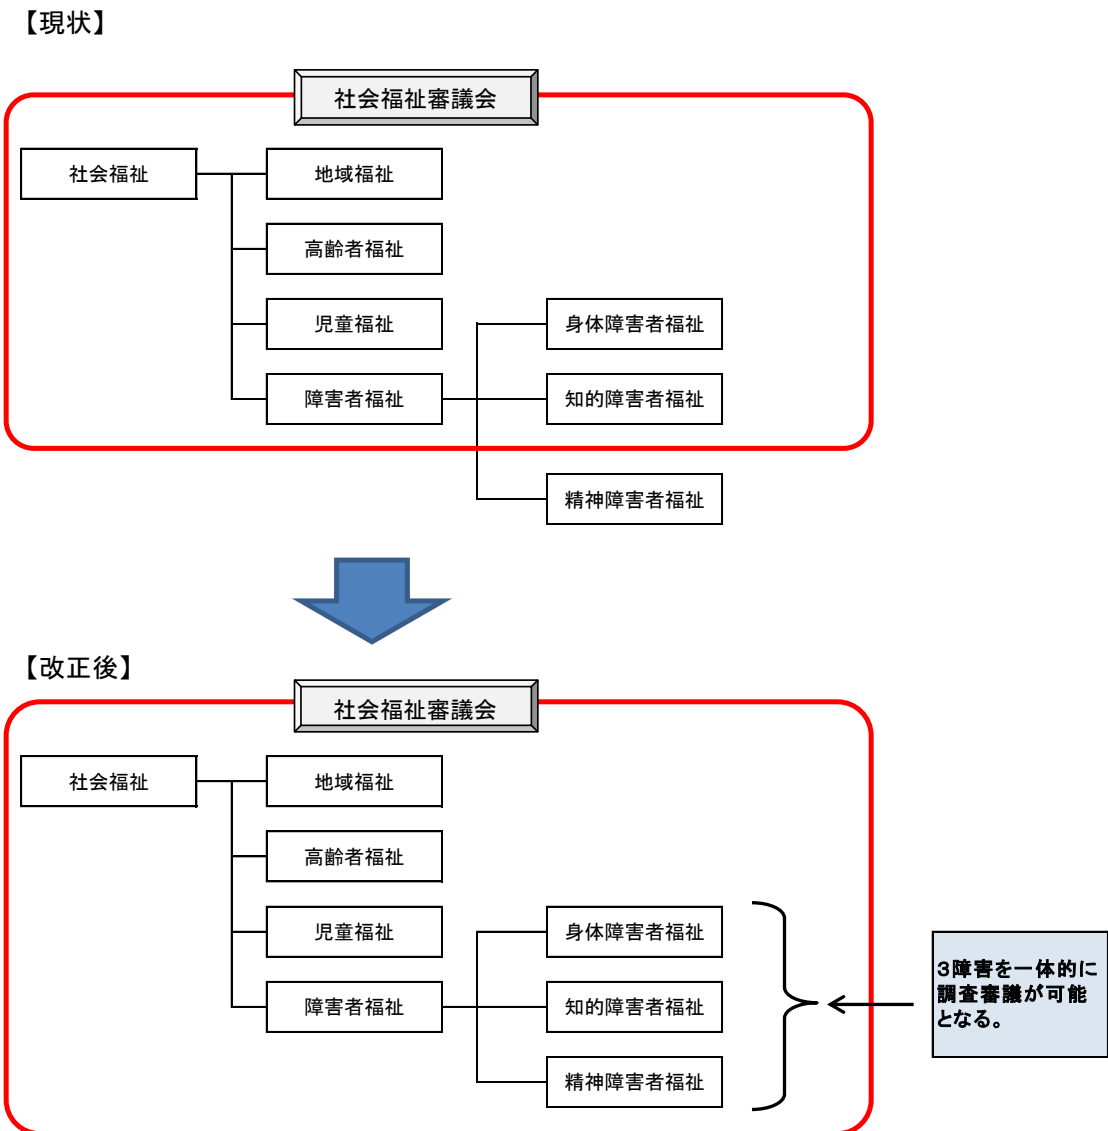 【現状】
社会福祉審議会
社会福祉
地域福祉
高齢者福祉
児童福祉
身体障害者福祉
障害者福祉
知的障害者福祉
精神障害者福祉
【改正後】
社会福祉審議会
社会福祉
地域福祉
高齢者福祉
児童福祉
身体障害者福祉
障害者福祉
知的障害者福祉
精神障害者福祉
3障害を一体的に
調査審議が可能
となる。